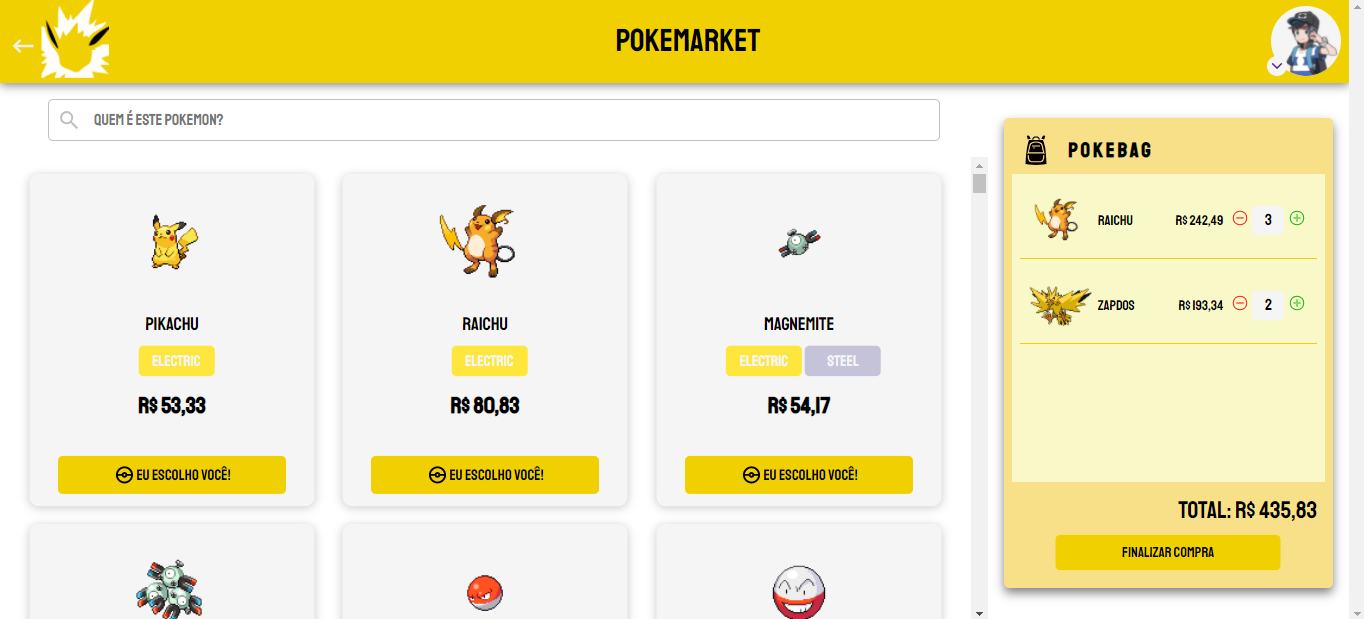 POKEMARKET
QUEM É ESTE POKEMON?
PIKACHU
ELECTRIC
R$ 53,33
EU ESCOLHO VOCÊ!
RAICHU
ELECTRIC
R$ 80,83
EU ESCOLHO VOCÊ!
MAGNEMITE
ELECTRIC STEEL
R$ 54,17
EU ESCOLHO VOCÊ!
POKEBAG
RAICHU R$ 242,49 3
ZAPDOS R$ 193,34 2
TOTAL: R$ 435,83
FINALIZAR COMPRA